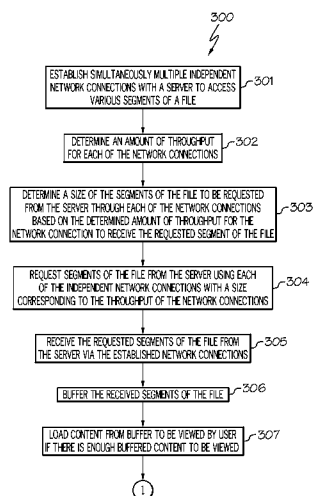 300
ESTABLISH SIMULTANEOUSLY MULTIPLE INDEPENDENT
NETWORK CONNECTIONS WITH A SERVER TO ACCESS
VARIOUS SEGMENTS OF A FILE
301
DETERMINE AN AMOUNT OF THROUGHPUT
FOR EACH OF THE NETWORK CONNECTIONS
302
DETERMINE A SIZE OF THE SEGMENTS OF THE FILE TO BE REQUESTED
FROM THE SERVER THROUGH EACH OF THE NETWORK CONNECTIONS
BASED ON THE DETERMINED AMOUNT OF THROUGHPUT FOR THE
NETWORK CONNECTION TO RECEIVE THE REQUESTED SEGMENT OF THE FILE
303
REQUEST SEGMENTS OF THE FILE FROM THE SERVER USING EACH
OF THE INDEPENDENT NETWORK CONNECTIONS WITH A SIZE
CORRESPONDING TO THE THROUGHPUT OF THE NETWORK CONNECTIONS
304
RECEIVE THE REQUESTED SEGMENTS OF THE FILE FROM
THE SERVER VIA THE ESTABLISHED NETWORK CONNECTIONS
305
BUFFER THE RECEIVED SEGMENTS OF THE FILE
306
LOAD CONTENT FROM BUFFER TO BE VIEWED BY USER
IF THERE IS ENOUGH BUFFERED CONTENT TO BE VIEWED
307
1